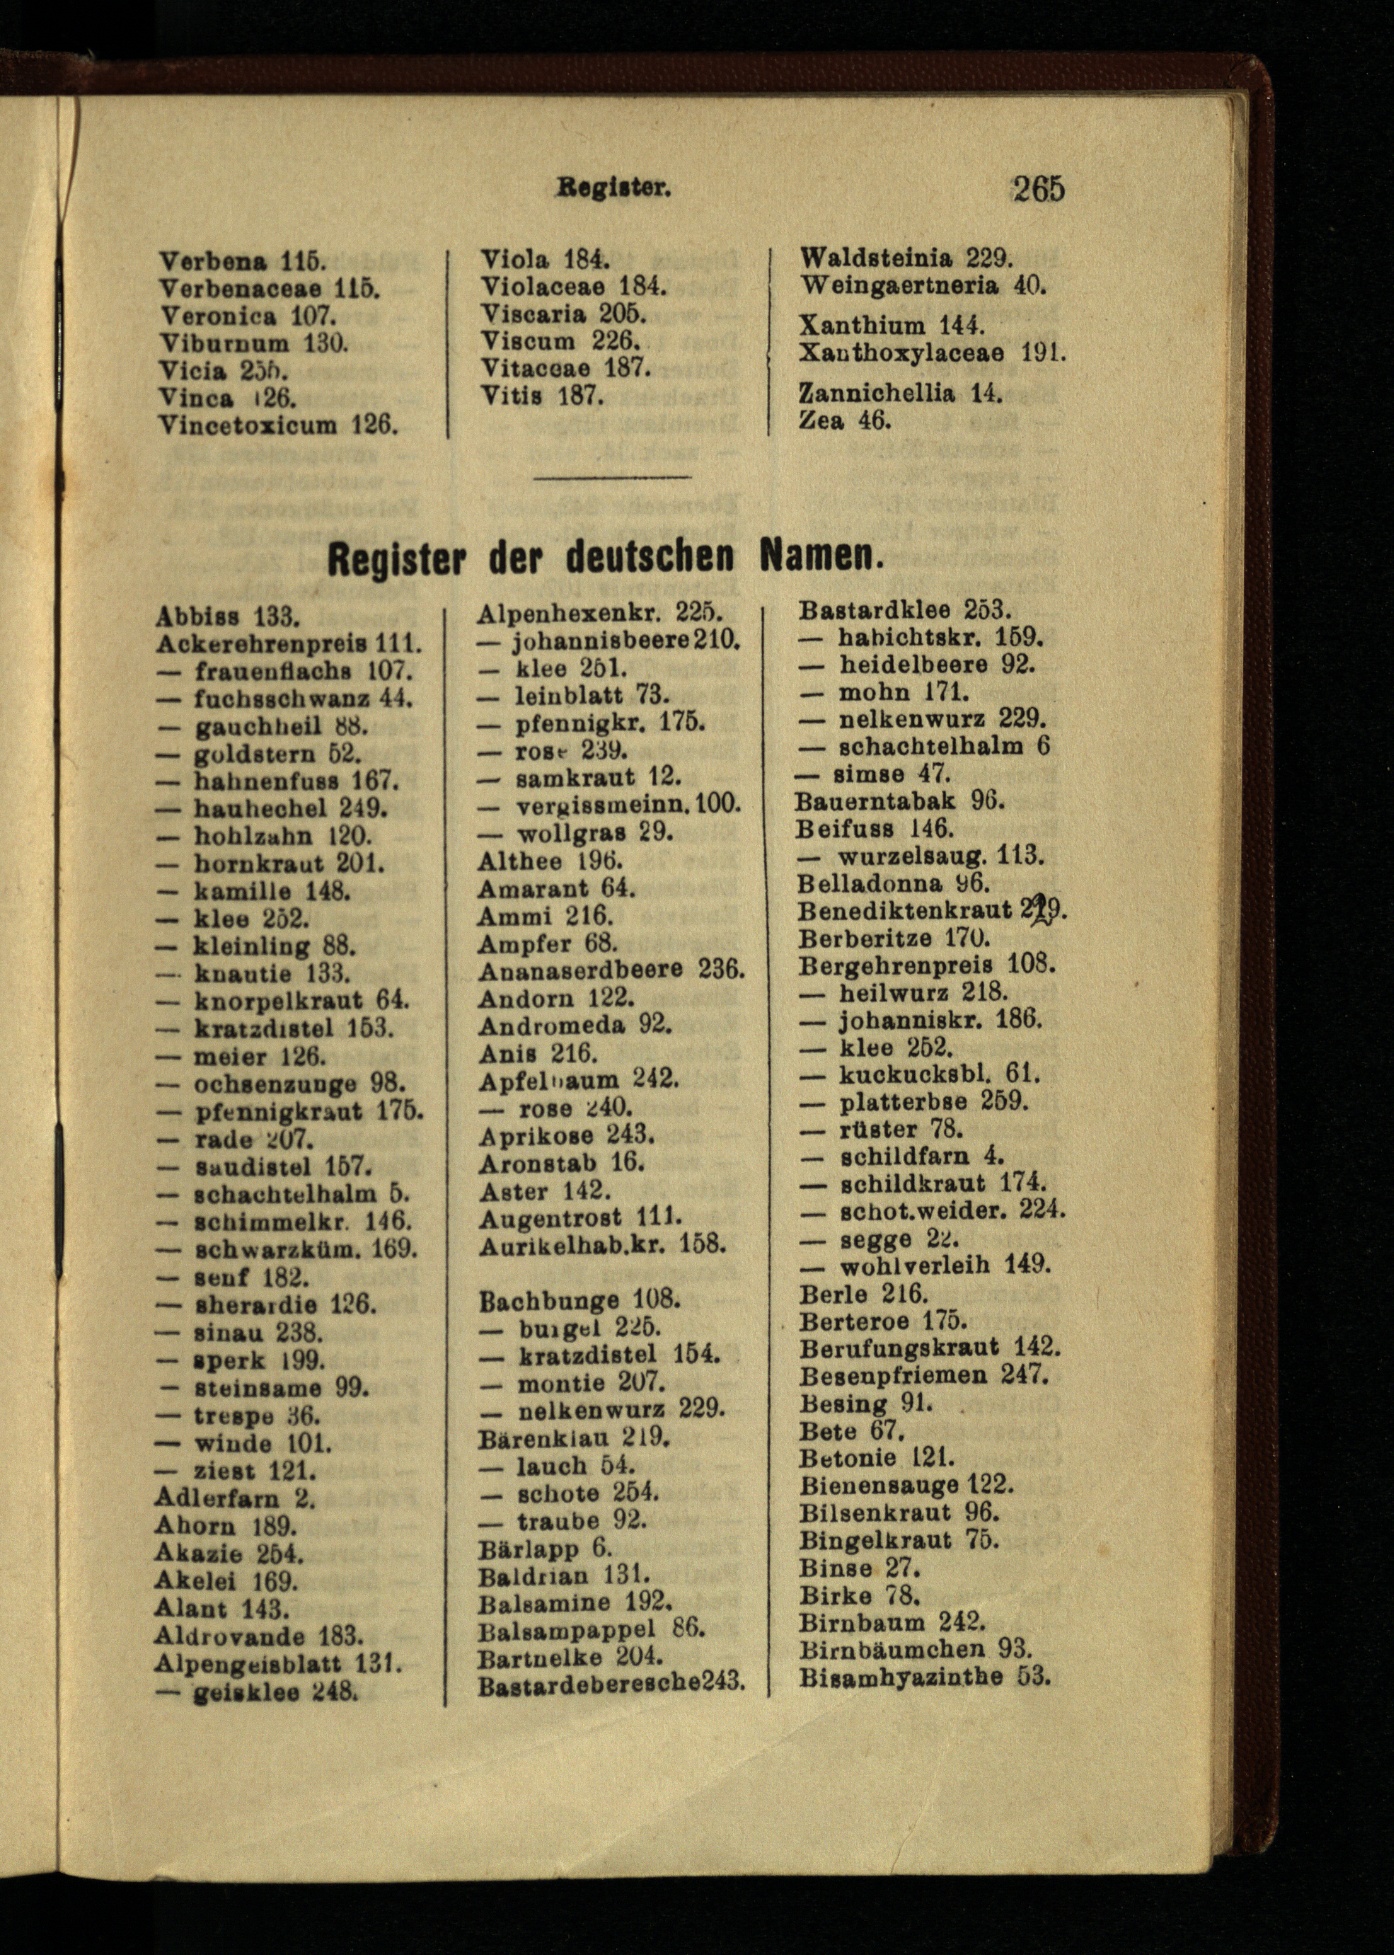 Register.
265
Verbena 115.
Verbenaceae 115.
Veronica 107.
Viburnum 130.
Vicia 255.
Vinca 126.
Vincetoxicum 126.
Viola 184.
Violaceae 184.
Viscaria 205.
Viscum 226.
Vitaceae 187.
Vitis 187.
Waldsteinia 229.
Weingaertneria 40.
Xanthium 144.
Xanthoxylaceae 191.
Zannichellia 14.
Zea 46.
Register der deutschen Namen.
Abbiss 133.
Ackerehrenpreis 111.
— frauenflachs 107.
— fuchsschwanz 44.
— gauchheil 88.
— goldstern 52.
— hahnenfuss 167.
— hauhechel 249.
— hohlzahn 120.
— hornkraut 201.
— kamille 148.
— klee 252.
— kleinling 88.
— knautie 133.
— knorpelkraut 64.
— kratzdistel 153.
— meier 126.
— ochsenzunge 98.
— pfennigkraut 175.
— rade 207.
— saudistel 157.
— schachtelhalm 5.
— schimmelkr. 146.
— schwarzküm. 169.
— senf 182.
— sherardie 126.
— sinau 238.
— sperk 199.
— steinsame 99.
— trespe 36.
— winde 101.
— ziest 121.
Adlerfarn 2.
Ahorn 189.
Akazie 254.
Akelei 169.
Alant 143.
Aldrovande 183.
Alpengeisblatt 131.
— geisklee 248.
Alpenhexenkr. 225.
— johannisbeere 210.
— klee 251.
— leinblatt 73.
— pfennigkr. 175.
— rose 239.
— samkraut 12.
— vergissmeinn. 100.
— wollgras 29.
Althee 196.
Amarant 64.
Ammi 216.
Ampfer 68.
Ananaserdbeere 236.
Andorn 122.
Andromeda 92.
Anis 216.
Apfelbaum 242.
— rose 240.
Aprikose 243.
Aronstab 16.
Aster 142.
Augentrost 111.
Aurikelhab.kr. 158.
Bachbunge 108.
— burgel 225.
— kratzdistel 154.
— montie 207.
— nelkenwurz 229.
Bärenklau 219.
— lauch 54.
— schote 254.
— traube 92.
Bärlapp 6.
Baldrian 131.
Balsamine 192.
Balsampappel 86.
Bartnelke 204.
Bastardeberesche 243.
Bastardklee 253.
— habichtskr. 159.
— heidelbeere 92.
— mohn 171.
— nelkenwurz 229.
— schachtelhalm 6
— simse 47.
Bauerntabak 96.
Beifuss 146.
— wurzelsaug. 113.
Belladonna 96.
Benediktenkraut 229.
Berberitze 170.
Bergehrenpreis 108.
— heilwurz 218.
— johanniskr. 186.
— klee 252.
— kuckucksbl. 61.
— platterbse 259.
— rüster 78.
— schildfarn 4.
— schildkraut 174.
— schot.weider. 224.
— segge 22.
— wohlverleih 149.
Berle 216.
Berteroe 175.
Berufungskraut 142.
Besenpfriemen 247.
Besing 91.
Bete 67.
Betonie 121.
Bienensauge 122.
Bilsenkraut 96.
Bingelkraut 75.
Binse 27.
Birke 78.
Birnbaum 242.
Birnbäumchen 93.
Bisamhyazinthe 53.